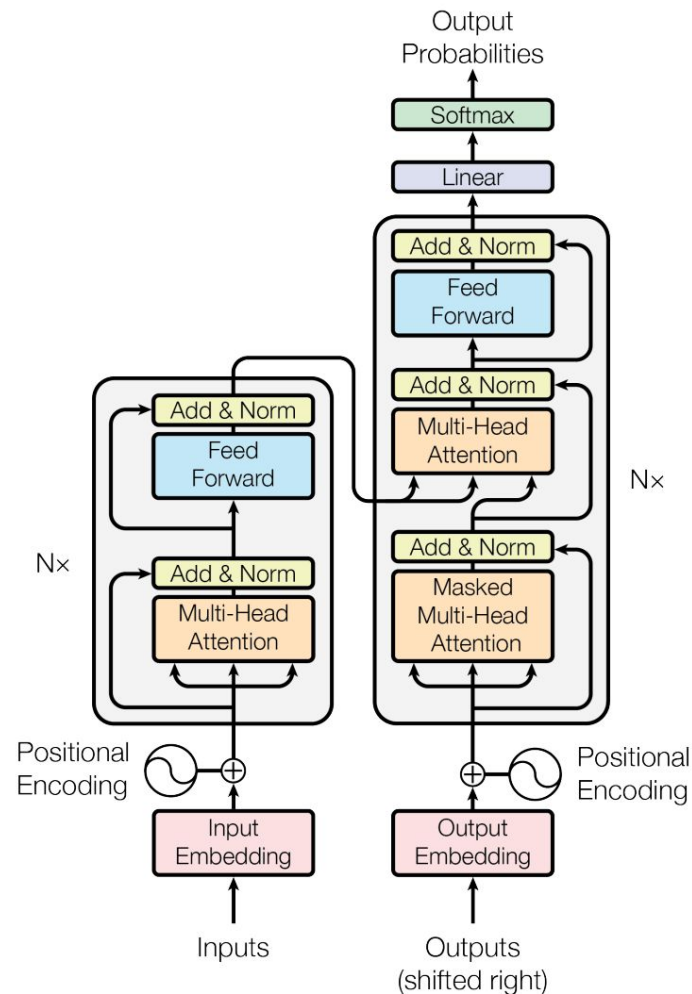 Output
Probabilities
Softmax
Linear
Add & Norm
Feed
Forward
Add & Norm
Multi-Head
Attention
Add & Norm
Masked
Multi-Head
Attention
Nx
Add & Norm
Feed
Forward
Add & Norm
Multi-Head
Attention
Nx
Positional
Encoding
Positional
Encoding
Input
Embedding
Output
Embedding
Inputs
Outputs
(shifted right)